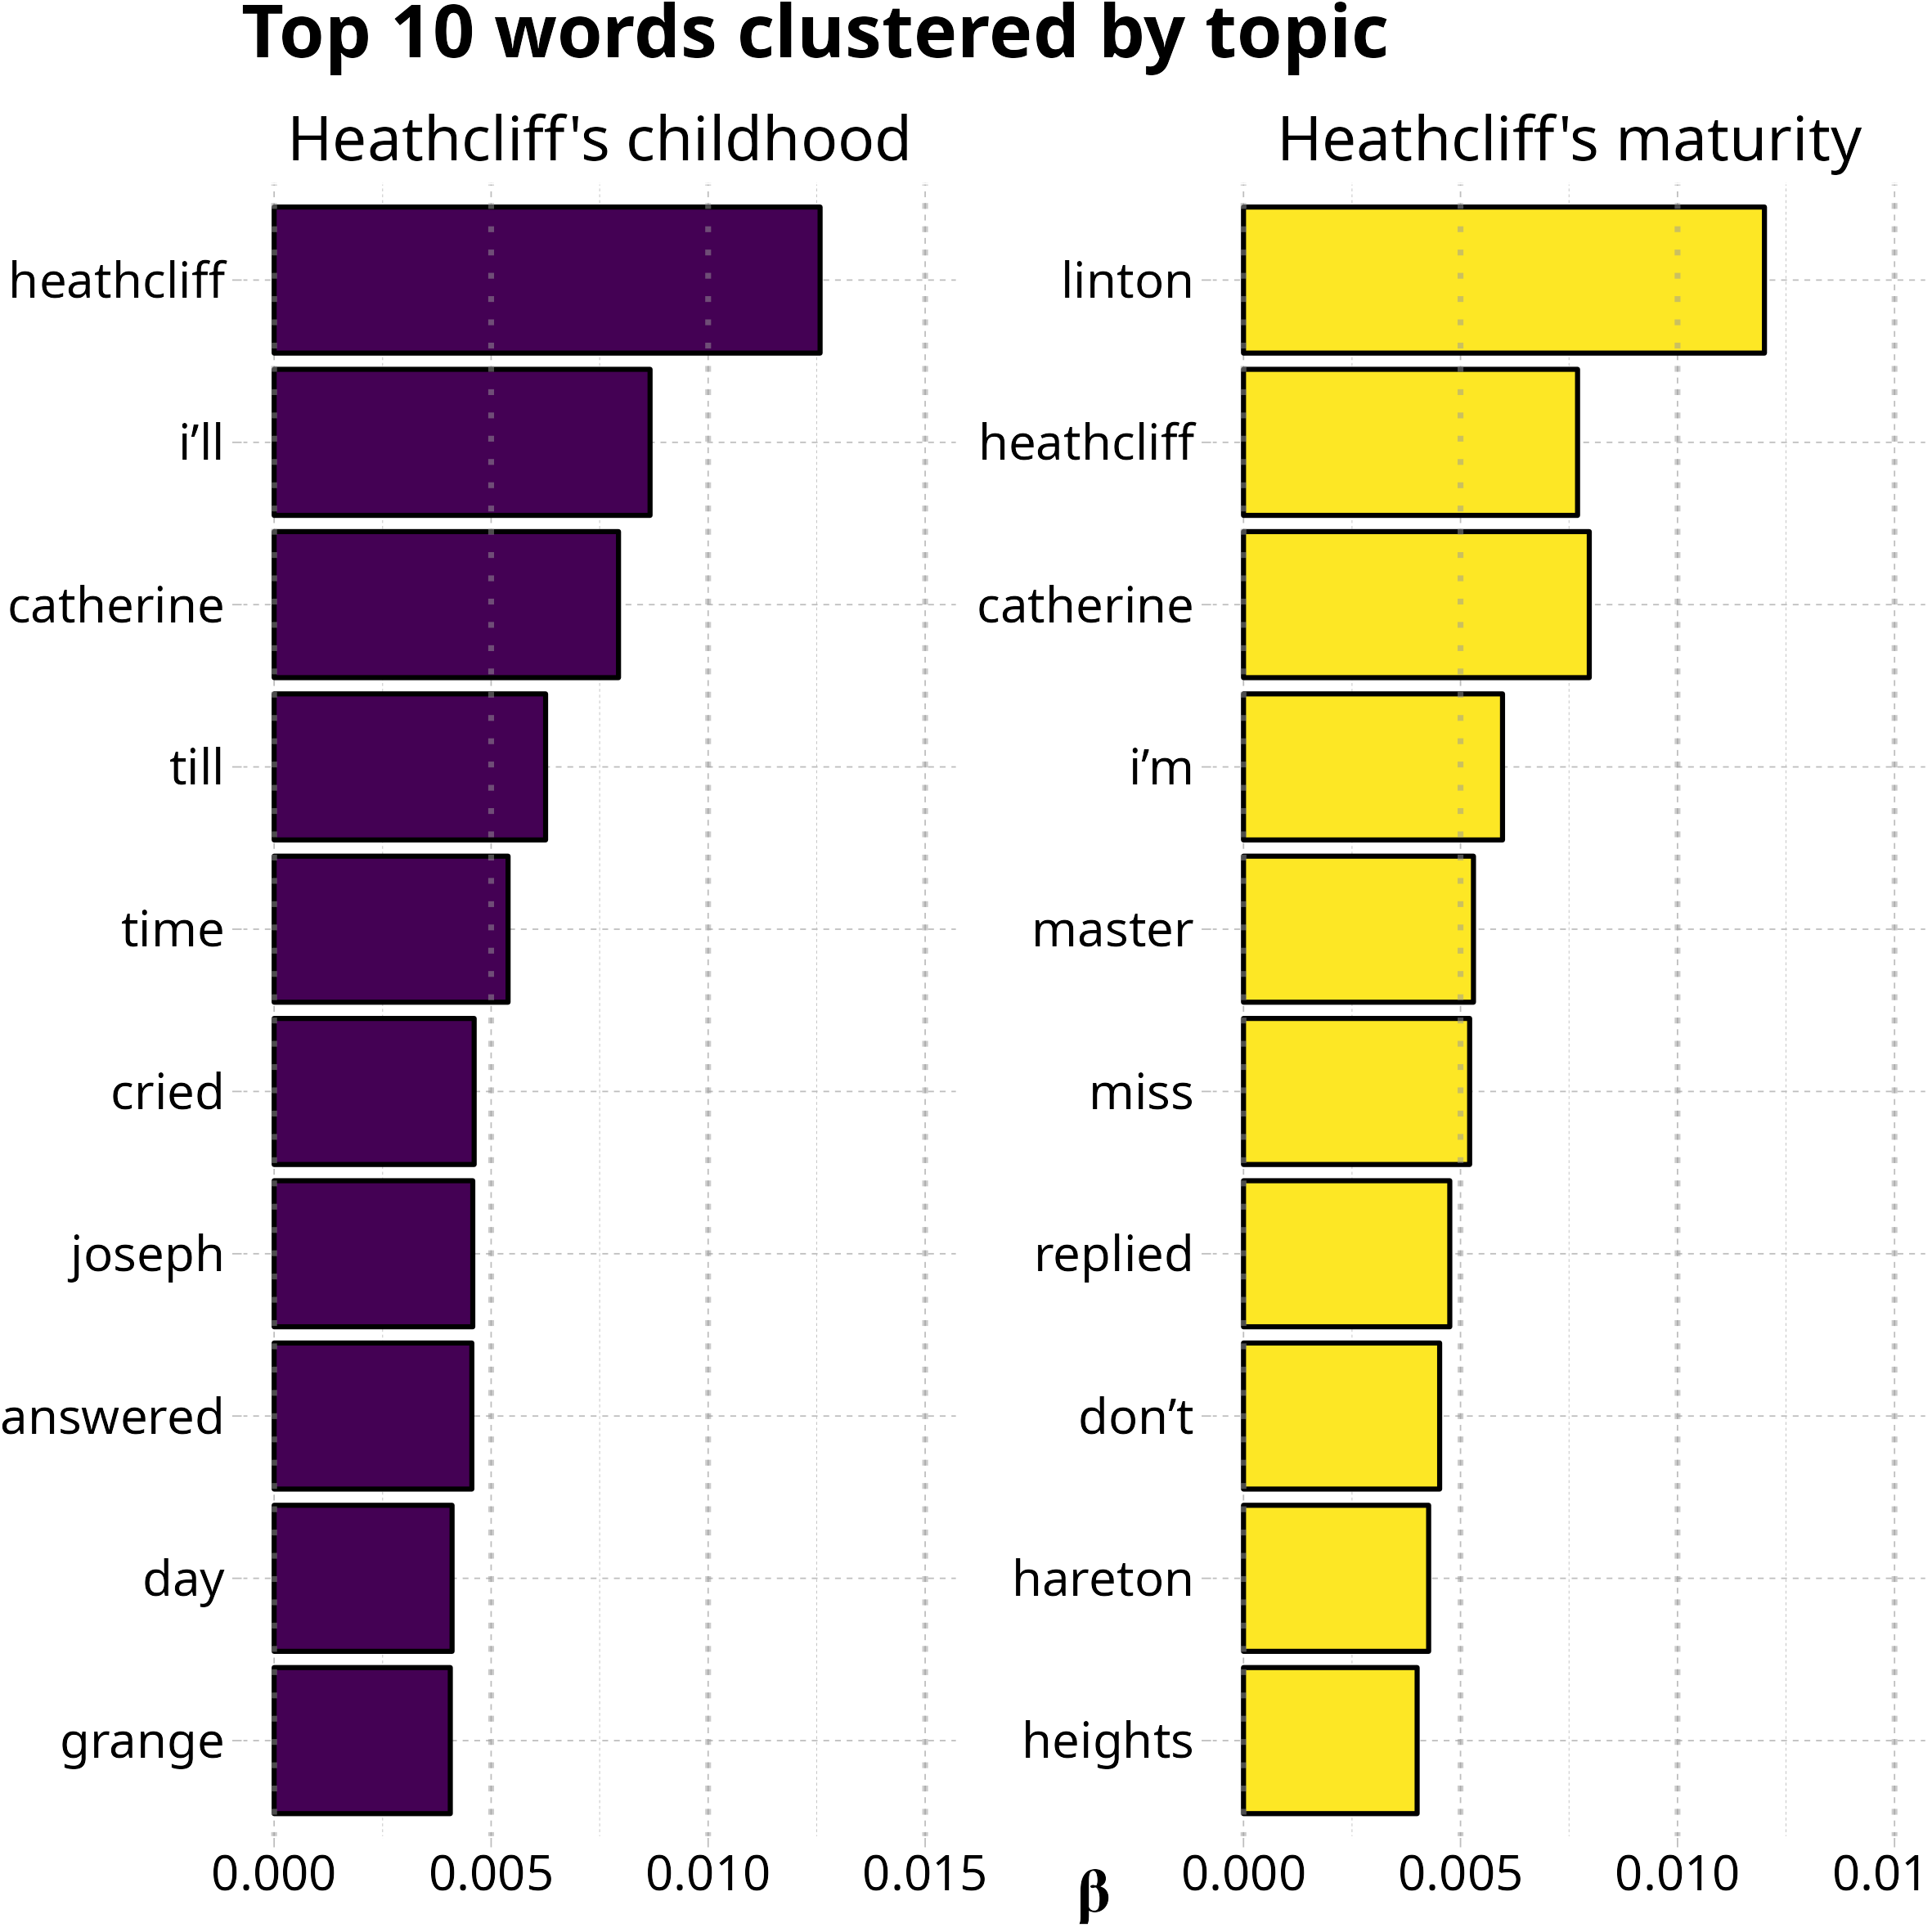 Top 10 words clustered by topic
Heathcliff's childhood
heathcliff
i’ll
catherine
till
time
cried
joseph
answered
day
grange
0.000 0.005 0.010 0.015
Heathcliff's maturity
linton
heathcliff
catherine
i’m
master
miss
replied
don’t
hareton
heights
0.000 0.005 0.010 0.01
β